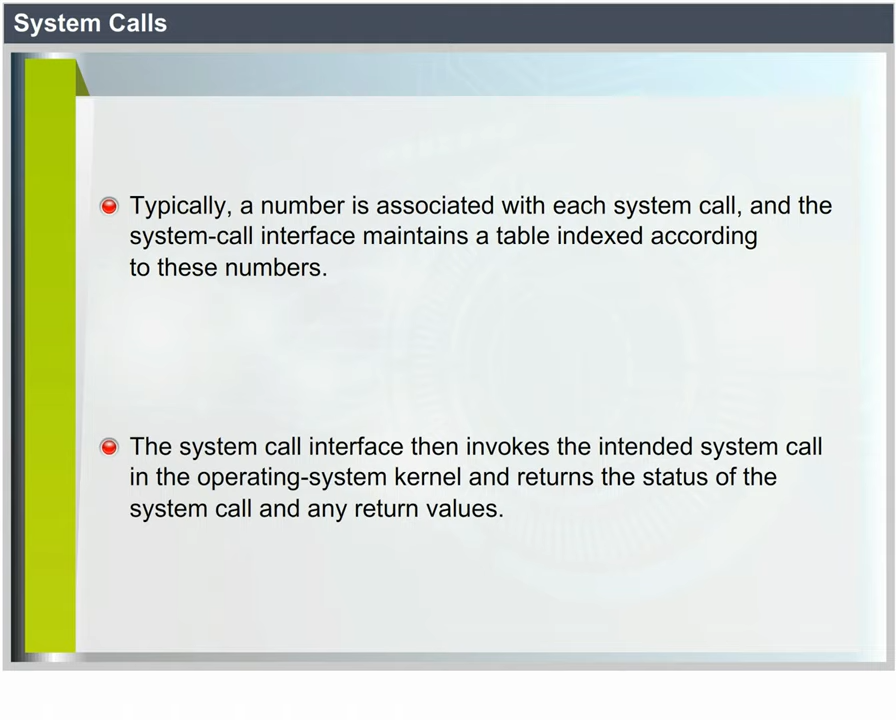 System Calls
Typically, a number is associated with each system call, and the
system-call interface maintains a table indexed according
to these numbers.
The system call interface then invokes the intended system call
in the operating-system kernel and returns the status of the
system call and any return values.